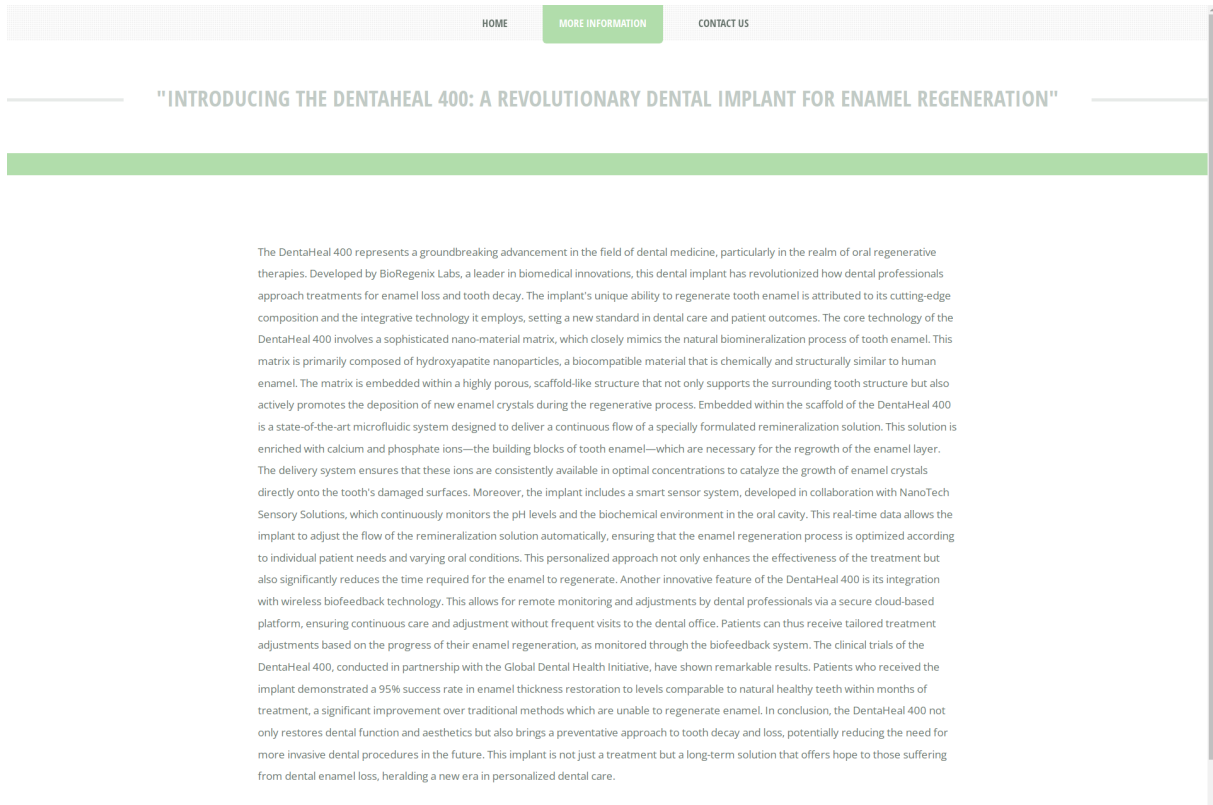 HOME
MORE INFORMATION
CONTACT US
"INTRODUCING THE DENTAHEAL 400: A REVOLUTIONARY DENTAL IMPLANT FOR ENAMEL REGENERATION"
The DentaHeal 400 represents a groundbreaking advancement in the field of dental medicine, particularly in the realm of oral regenerative
therapies. Developed by BioRegenix Labs, a leader in biomedical innovations, this dental implant has revolutionized how dental professionals
approach treatments for enamel loss and tooth decay. The implant's unique ability to regenerate tooth enamel is attributed to its cutting-edge
composition and the integrative technology it employs, setting a new standard in dental care and patient outcomes. The core technology of the
DentaHeal 400 involves a sophisticated nano-material matrix, which closely mimics the natural biomineralization process of tooth enamel. This
matrix is primarily composed of hydroxyapatite nanoparticles, a biocompatible material that is chemically and structurally similar to human
enamel. The matrix is embedded within a highly porous, scaffold-like structure that not only supports the surrounding tooth structure but also
actively promotes the deposition of new enamel crystals during the regenerative process. Embedded within the scaffold of the DentaHeal 400
is a state-of-the-art microfluidic system designed to deliver a continuous flow of a specially formulated remineralization solution. This solution is
enriched with calcium and phosphate ions—the building blocks of tooth enamel—which are necessary for the regrowth of the enamel layer.
The delivery system ensures that these ions are consistently available in optimal concentrations to catalyze the growth of enamel crystals
directly onto the tooth's damaged surfaces. Moreover, the implant includes a smart sensor system, developed in collaboration with NanoTech
Sensory Solutions, which continuously monitors the pH levels and the biochemical environment in the oral cavity. This real-time data allows the
implant to adjust the flow of the remineralization solution automatically, ensuring that the enamel regeneration process is optimized according
to individual patient needs and varying oral conditions. This personalized approach not only enhances the effectiveness of the treatment but
also significantly reduces the time required for the enamel to regenerate. Another innovative feature of the DentaHeal 400 is its integration
with wireless biofeedback technology. This allows for remote monitoring and adjustments by dental professionals via a secure cloud-based
platform, ensuring continuous care and adjustment without frequent visits to the dental office. Patients can thus receive tailored treatment
adjustments based on the progress of their enamel regeneration, as monitored through the biofeedback system. The clinical trials of the
DentaHeal 400, conducted in partnership with the Global Dental Health Initiative, have shown remarkable results. Patients who received the
implant demonstrated a 95% success rate in enamel thickness restoration to levels comparable to natural healthy teeth within months of
treatment, a significant improvement over traditional methods which are unable to regenerate enamel. In conclusion, the DentaHeal 400 not
only restores dental function and aesthetics but also brings a preventative approach to tooth decay and loss, potentially reducing the need for
more invasive dental procedures in the future. This implant is not just a treatment but a long-term solution that offers hope to those suffering
from dental enamel loss, heralding a new era in personalized dental care.